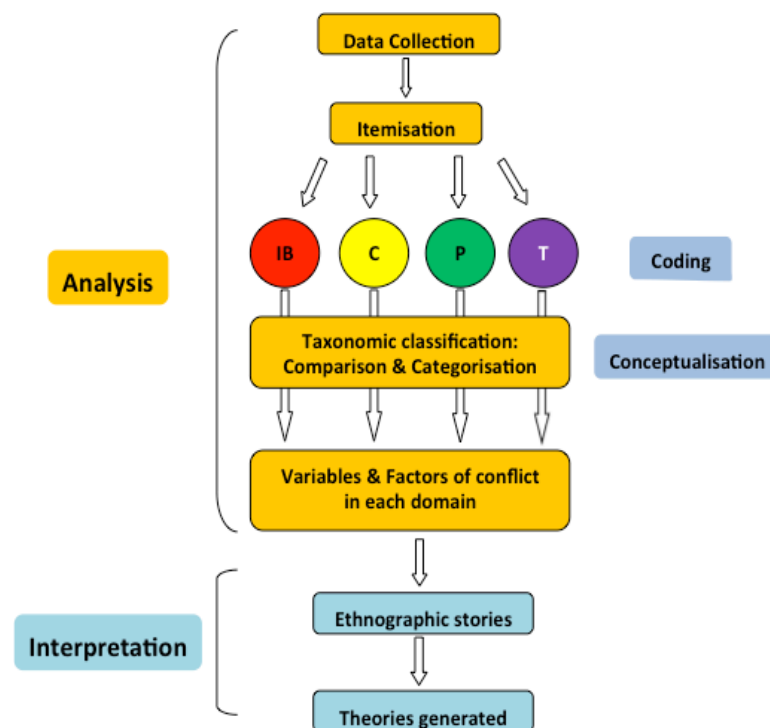 Data Collection
Itemisation
IB
C
P
T
Coding
Analysis
Taxonomic classification:
Comparison & Categorisation
Conceptualisation
Variables & Factors of conflict
in each domain
Ethnographic stories
Interpretation
Theories generated